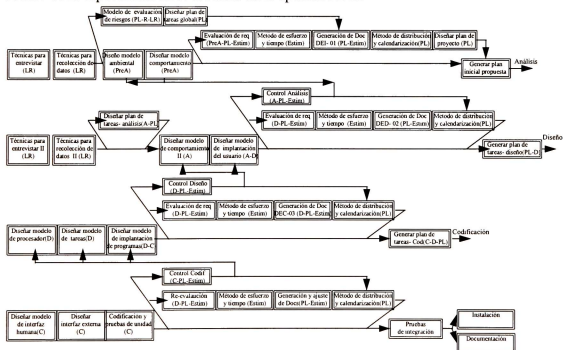 Modelo de evaluación
de riesgos (PL-R-LR)
Diseñar plan de
tareas global(PL)
Evaluación de req
(PreA-PL-Estim)
Método de esfuerzo
y tiempo (Estim)
Generación de Doc
DEI- 01 (PL-Estim)
Método de distribución
y calendarización(PL)
Diseñar plan de
proyecto (PL)
Técnicas para
entrevistar (LR)
Técnicas para
recolección de
datos (LR)
Diseño modelo
ambiental
(PreA)
Diseñar modelo
comportamiento
(PreA)
Generar plan
inicial propuesta
Análisis
Control Análisis
(A-PL-Estim)
Diseñar plan de
tareas- análisis(A-PL)
Evaluación de req
(D-PL-Estim)
Método de esfuerzo
y tiempo (Estim)
Generación de Doc
DED- 02 (PL-Estim)
Método de distribución
y calendarización(PL)
Técnicas para
entrevistar II
(LR)
Técnicas para
recolección de
datos II (LR)
Diseñar modelo
de comportamiento
II (A)
Diseñar modelo
de implantación
del usuario (A-D)
Generar plan de
tareas- diseño(PL-D)
Diseño
Control Diseño
(D-PL-Estim)
Evaluación de req
(D-PL-Estim)
Método de esfuerzo
y tiempo (Estim)
Generación de Doc
DEC-03 (D-PL-Estim)
Método de distribución
y calendarización(PL)
Diseñar modelo
de procesador(D)
Diseñar modelo
de tareas(D)
Diseñar modelo
de implantación
de programas(D-C)
Generar plan de
tareas- Cod(C-D-PL)
Codificación
Control Codif
(C-PL-Estim)
Re-evaluación
(D-PL-Estim)
Método de esfuerzo
y tiempo (Estim)
Generación y ajuste
de Docs(PL-Estim)
Método de distribución
y calendarización(PL)
Diseñar modelo
de interfaz
humana(C)
Diseñar
interfaz externa
(C)
Codificación y
pruebas de unidad
(C)
Pruebas
de integración
Instalación
Documentación